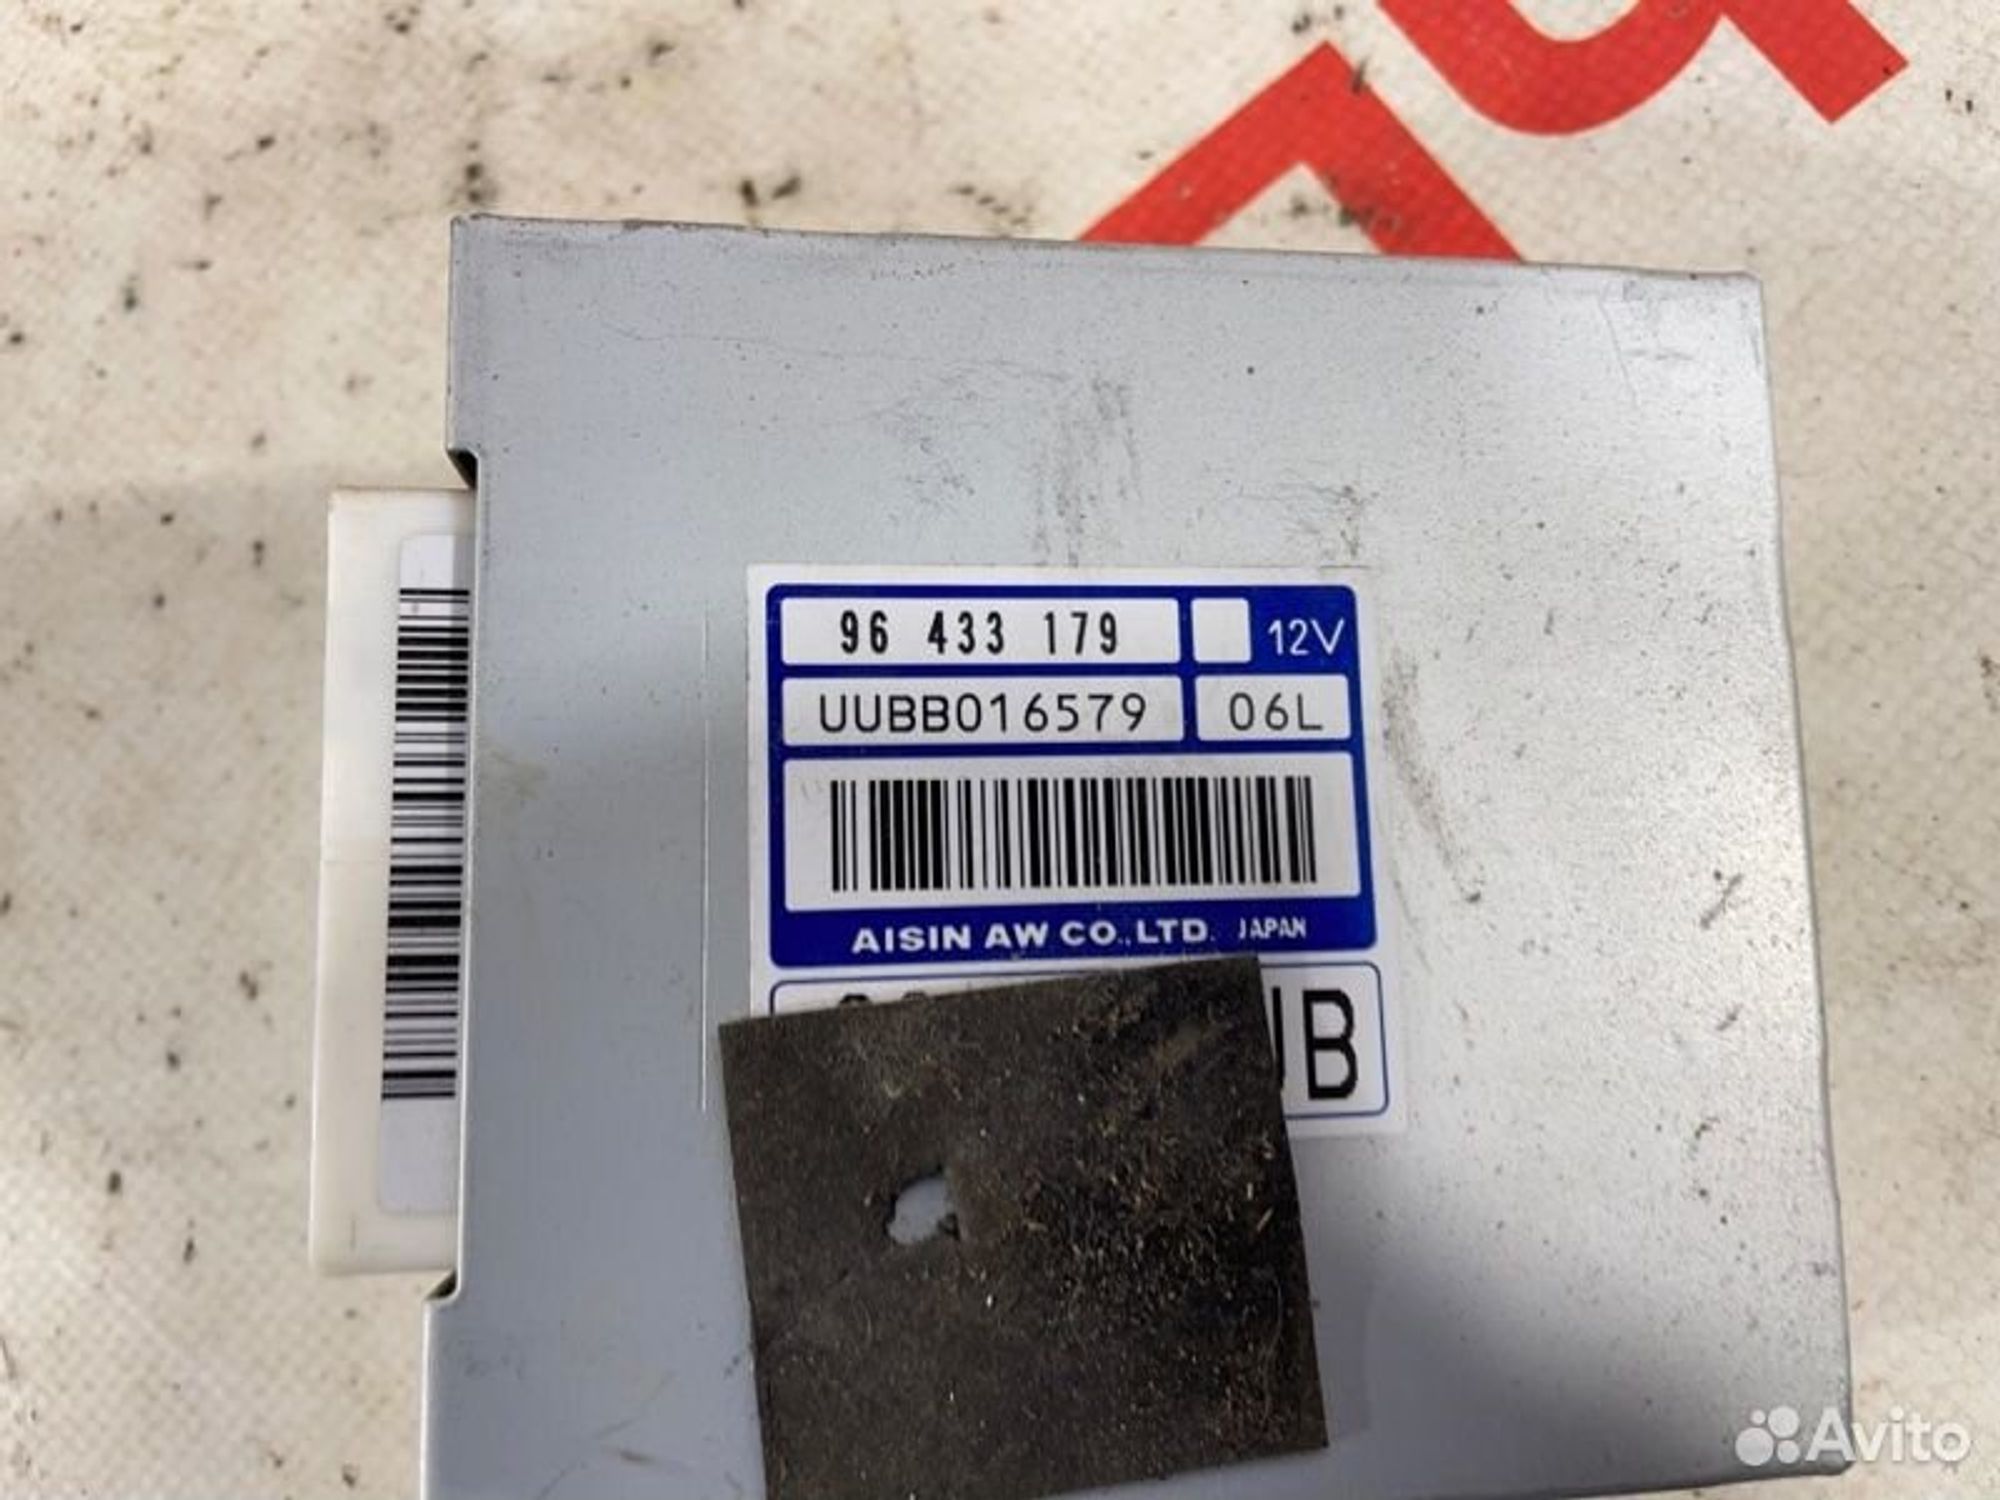 96 433 179
12V
UUBB016579
06L
AISIN AW CO.,LTD. JAPAN
Avito